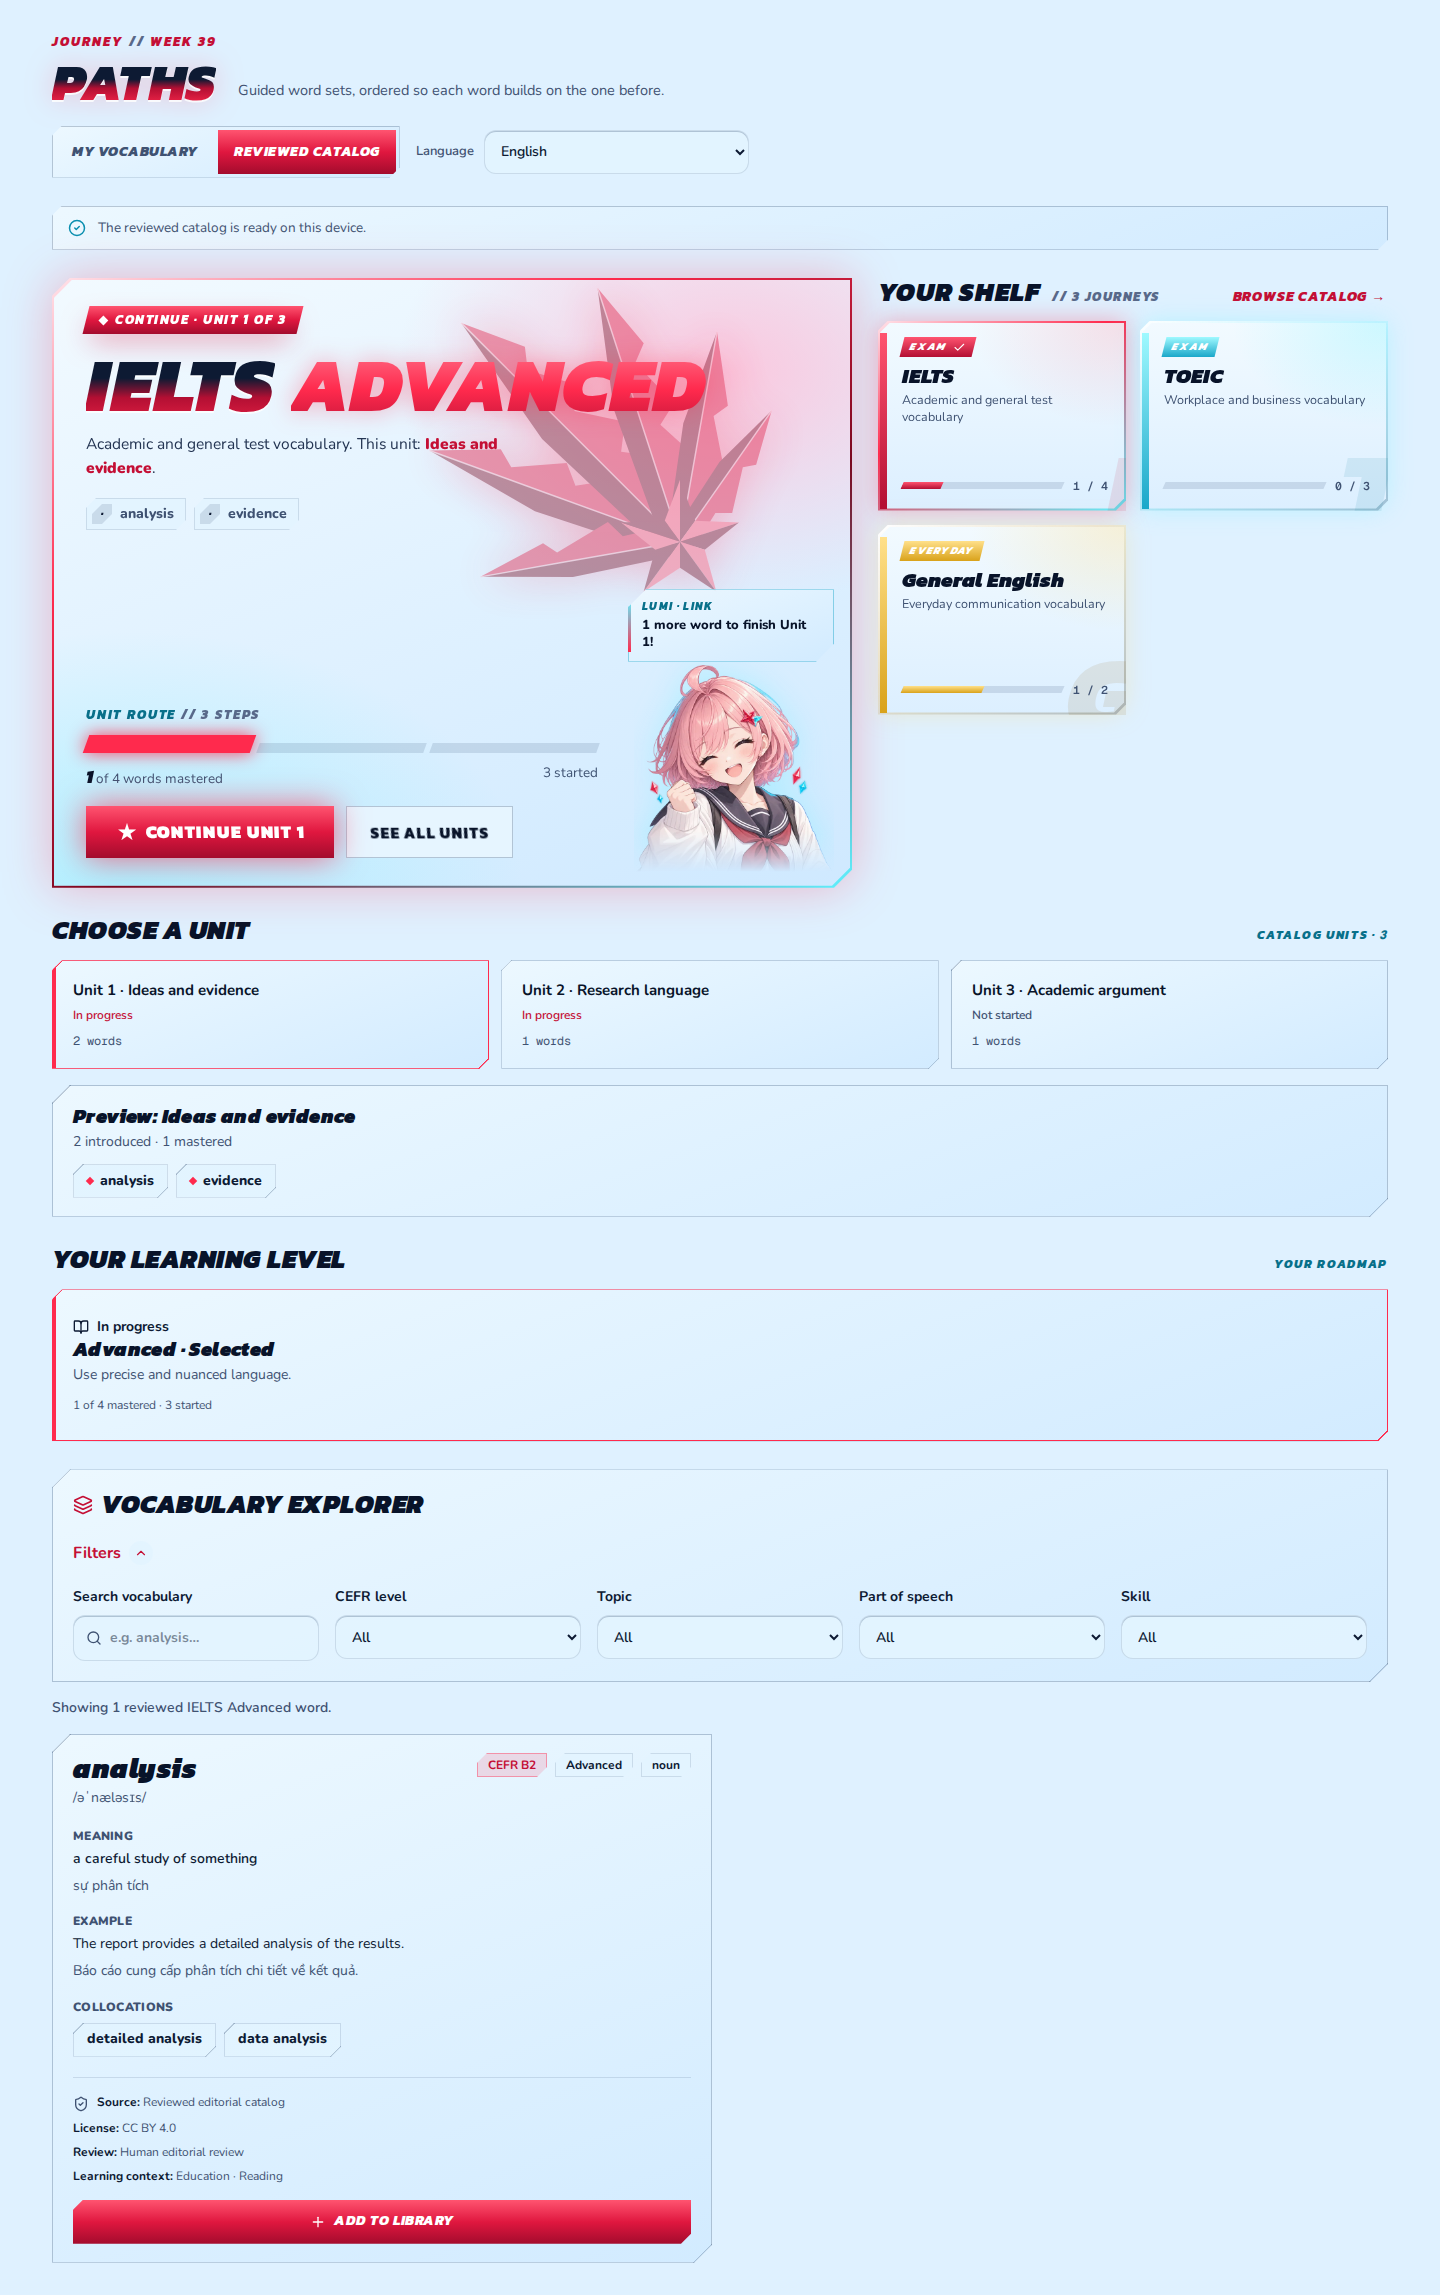 JOURNEY // WEEK 39
PATHS
Guided word sets, ordered so each word builds on the one before.
MY VOCABULARY
REVIEWED CATALOG
Language
English
The reviewed catalog is ready on this device.
◆ CONTINUE · UNIT 1 OF 3
IELTS ADVANCED
Academic and general test vocabulary. This unit: Ideas and
evidence.
analysis
evidence
LUMI · LINK
1 more word to finish Unit
1!
UNIT ROUTE // 3 STEPS
1 of 4 words mastered
3 started
★ CONTINUE UNIT 1
SEE ALL UNITS
YOUR SHELF // 3 JOURNEYS
BROWSE CATALOG →
EXAM ✓
IELTS
Academic and general test
vocabulary
1 / 4
EXAM
TOEIC
Workplace and business vocabulary
0 / 3
EVERYDAY
General English
Everyday communication vocabulary
1 / 2
CHOOSE A UNIT
CATALOG UNITS · 3
Unit 1 · Ideas and evidence
In progress
2 words
Unit 2 · Research language
In progress
1 words
Unit 3 · Academic argument
Not started
1 words
Preview: Ideas and evidence
2 introduced · 1 mastered
◆ analysis
◆ evidence
YOUR LEARNING LEVEL
YOUR ROADMAP
In progress
Advanced · Selected
Use precise and nuanced language.
1 of 4 mastered · 3 started
VOCABULARY EXPLORER
Filters
Search vocabulary
e.g. analysis...
CEFR level
All
Topic
All
Part of speech
All
Skill
All
Showing 1 reviewed IELTS Advanced word.
analysis
CEFR B2
Advanced
noun
/əˈnæləsɪs/
MEANING
a careful study of something
sự phân tích
EXAMPLE
The report provides a detailed analysis of the results.
Báo cáo cung cấp phân tích chi tiết về kết quả.
COLLOCATIONS
detailed analysis
data analysis
Source: Reviewed editorial catalog
License: CC BY 4.0
Review: Human editorial review
Learning context: Education · Reading
+ ADD TO LIBRARY